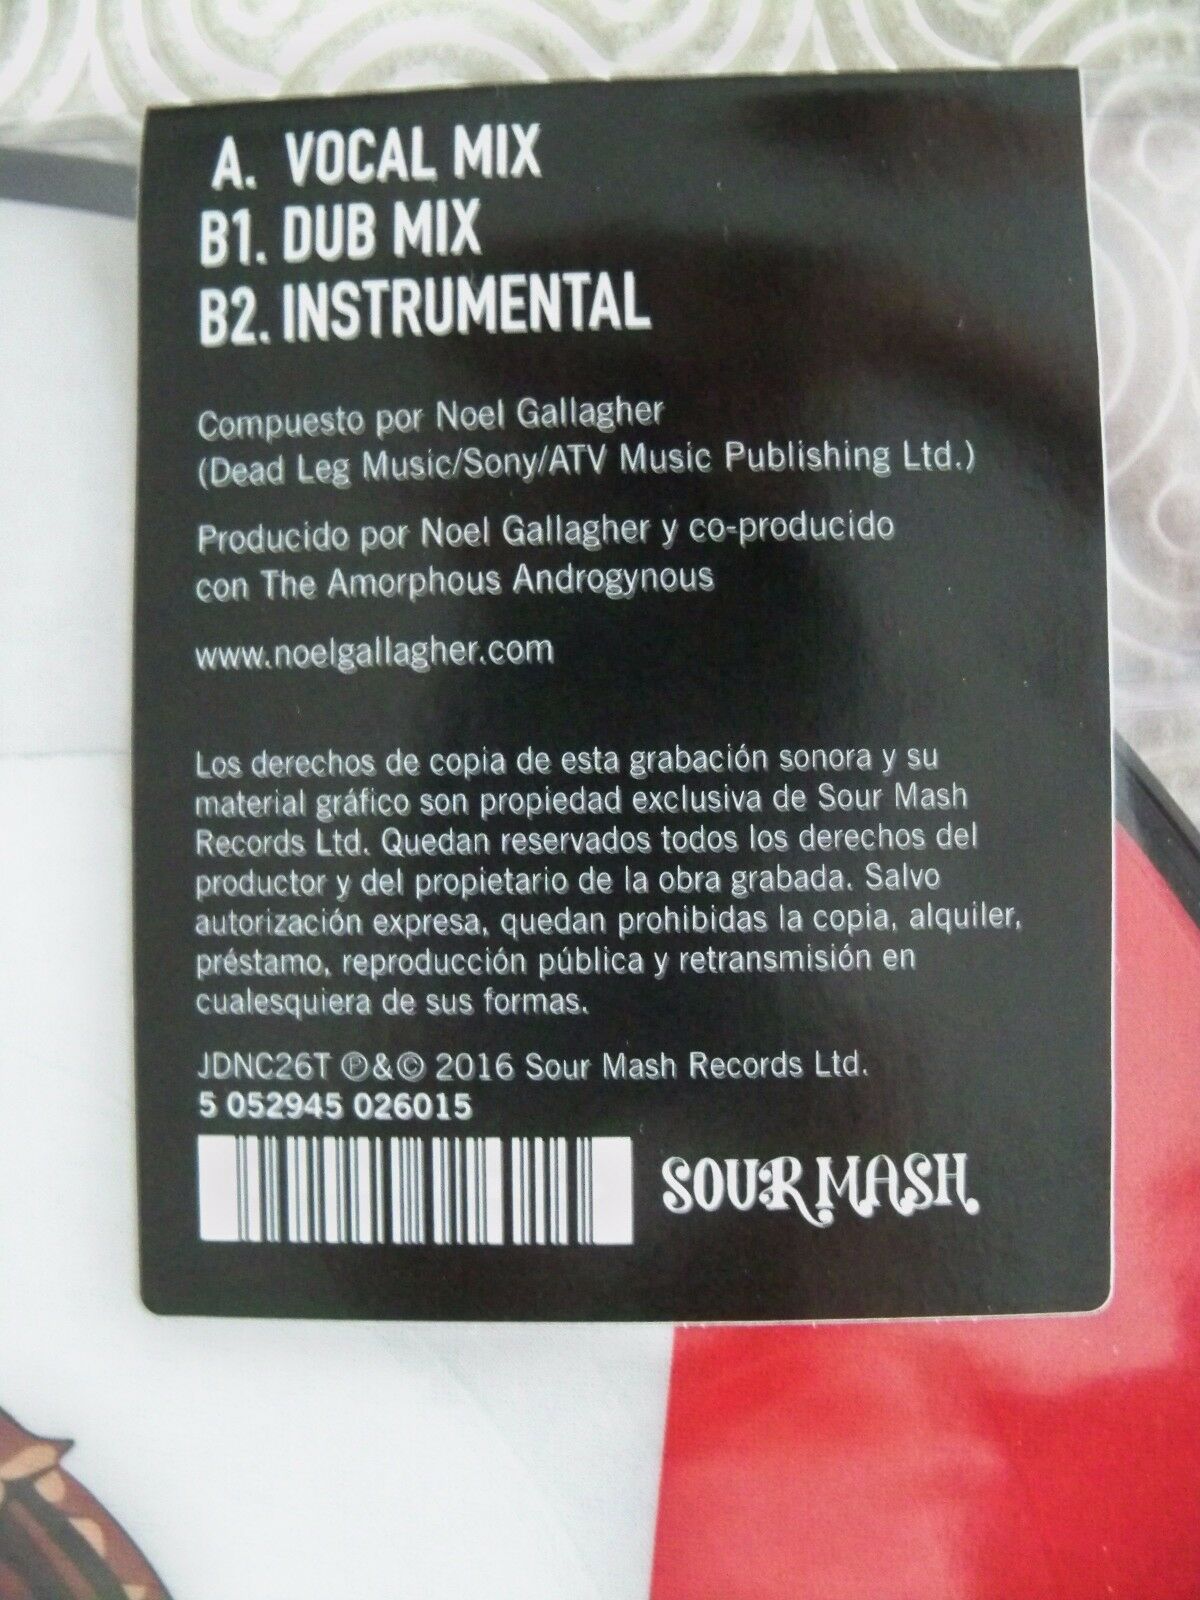 A. VOCAL MIX
B1. DUB MIX
B2. INSTRUMENTAL
Compuesto por Noel Gallagher
(Dead Leg Music/Sony/ATV Music Publishing Ltd.)
Producido por Noel Gallagher y co-producido
con The Amorphous Androgynous
www.noelgallagher.com
Los derechos de copia de esta grabación sonora y su
material gráfico son propiedad exclusiva de Sour Mash
Records Ltd. Quedan reservados todos los derechos del
productor y del propietario de la obra grabada. Salvo
autorización expresa, quedan prohibidas la copia, alquiler,
préstamo, reproducción pública y retransmisión en
cualesquiera de sus formas.
JDNC26T ℗&© 2016 Sour Mash Records Ltd.
5 052945 026015
SOUR MASH